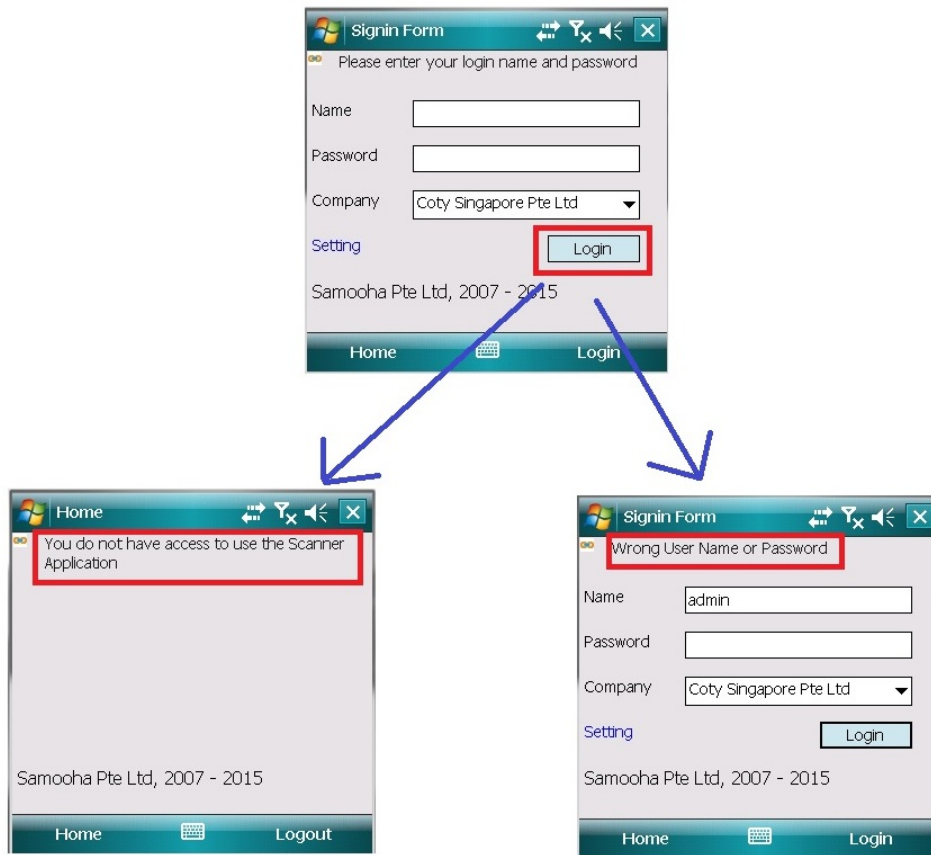 Signin Form
Please enter your login name and password
Name
Password
Company Coty Singapore Pte Ltd
Setting Login
Samooha Pte Ltd, 2007 - 2015
Home Login
Home
You do not have access to use the Scanner
Application
Samooha Pte Ltd, 2007 - 2015
Home Logout
Signin Form
Wrong User Name or Password
Name admin
Password
Company Coty Singapore Pte Ltd
Setting Login
Samooha Pte Ltd, 2007 - 2015
Home Login